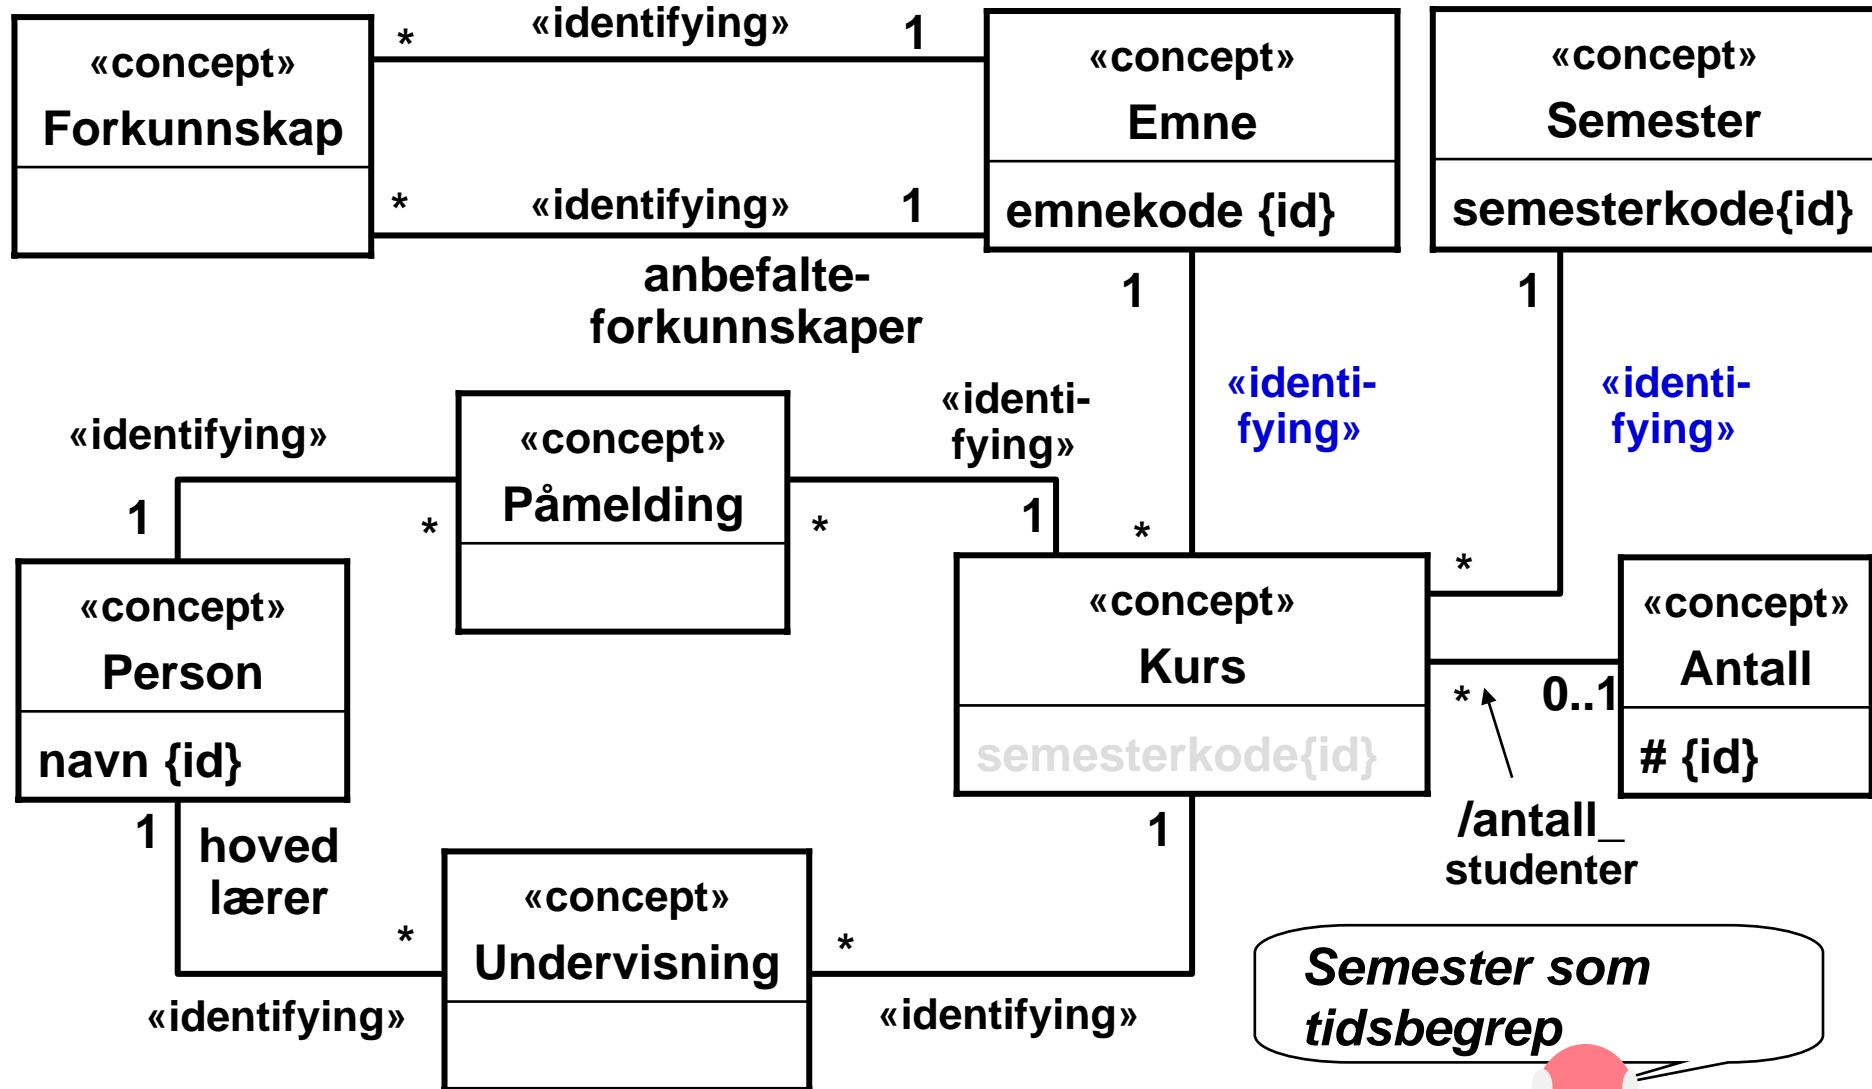 «concept»
Forkunnskap
*
«identifying»
1
*
«identifying»
1
anbefalte-
forkunnskaper
«concept»
Emne
emnekode {id}
«concept»
Semester
semesterkode{id}
1
1
«identi-
fying»
«identi-
fying»
«identifying»
1
*
«concept»
Påmelding
«identi-
fying»
*
1
*
*
«concept»
Person
navn {id}
«concept»
Kurs
semesterkode{id}
*
0..1
«concept»
Antall
# {id}
/antall_
studenter
1
hoved
lærer
*
«identifying»
«concept»
Undervisning
*
1
«identifying»
Semester som
tidsbegrep